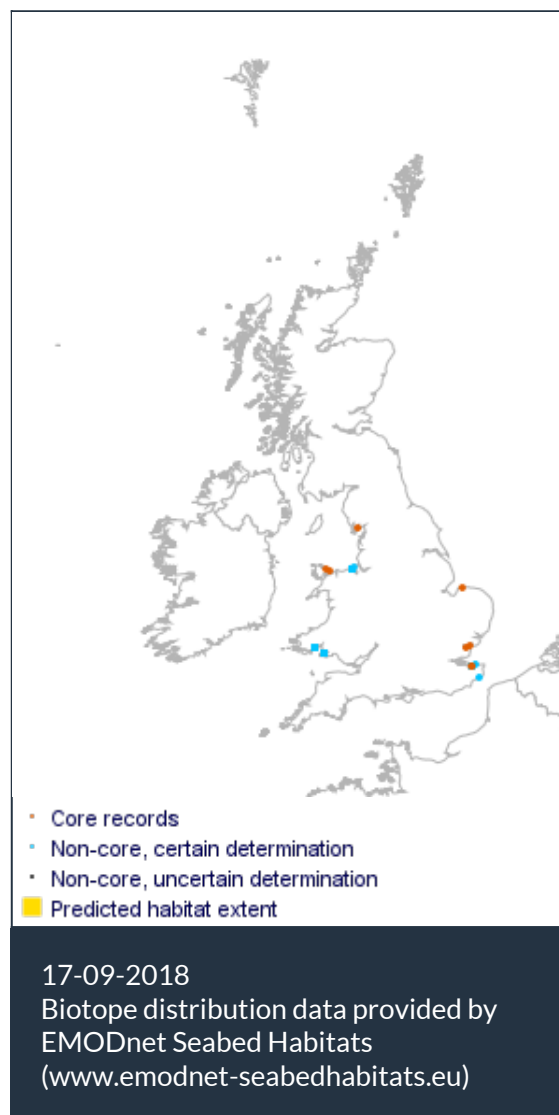 Core records
Non-core, certain determination
Non-core, uncertain determination
Predicted habitat extent
17-09-2018
Biotope distribution data provided by
EMODnet Seabed Habitats
(www.emodnet-seabedhabitats.eu)